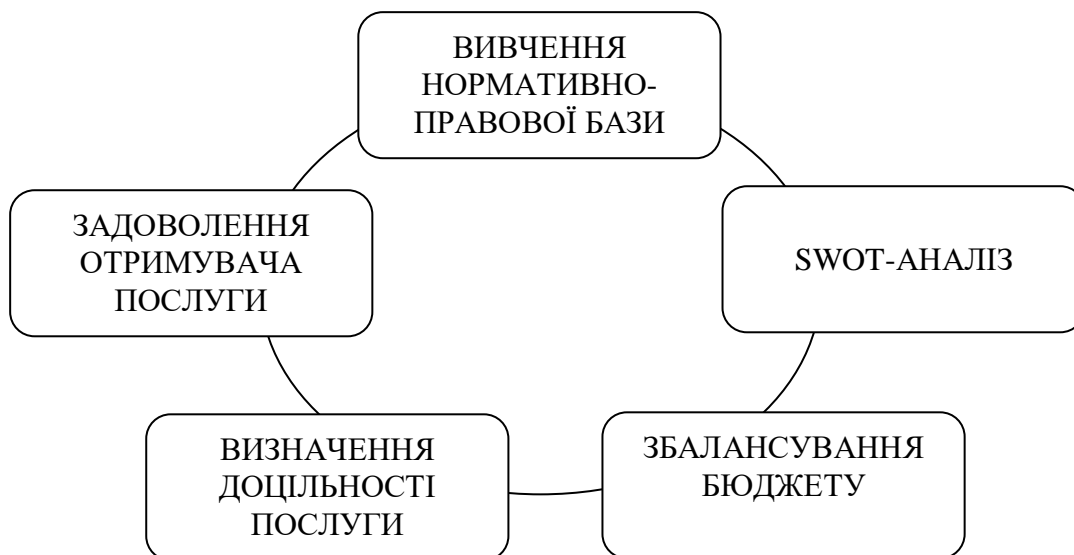 ВИВЧЕННЯ
НОРМАТИВНО-
ПРАВОВОЇ БАЗИ
ЗАДОВОЛЕННЯ
ОТРИМУВАЧА
ПОСЛУГИ
SWOT-АНАЛІЗ
ВИЗНАЧЕННЯ
ДОЦІЛЬНОСТІ
ПОСЛУГИ
ЗБАЛАНСУВАННЯ
БЮДЖЕТУ